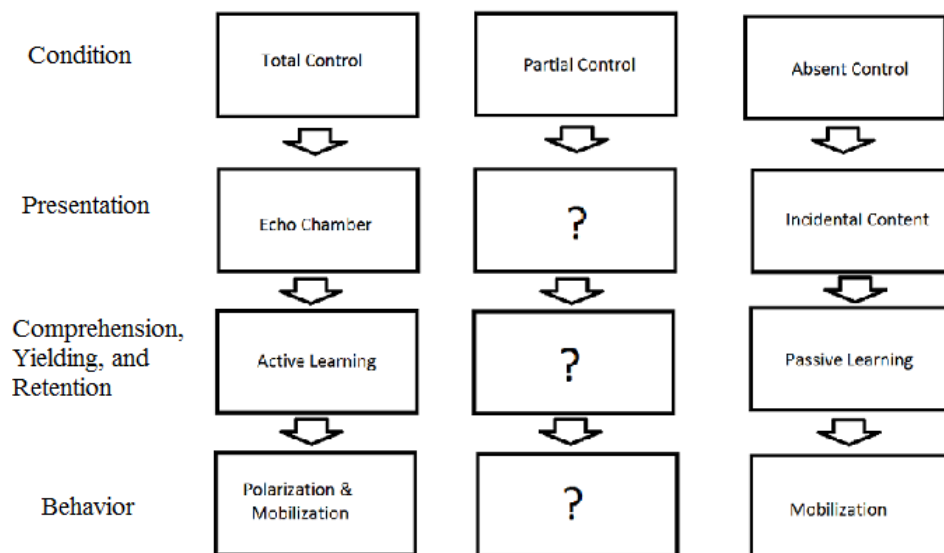 Condition
Total Control
Partial Control
Absent Control
Presentation
Echo Chamber
?
Incidental Content
Comprehension,
Yielding, and
Retention
Active Learning
?
Passive Learning
Behavior
Polarization &
Mobilization
?
Mobilization